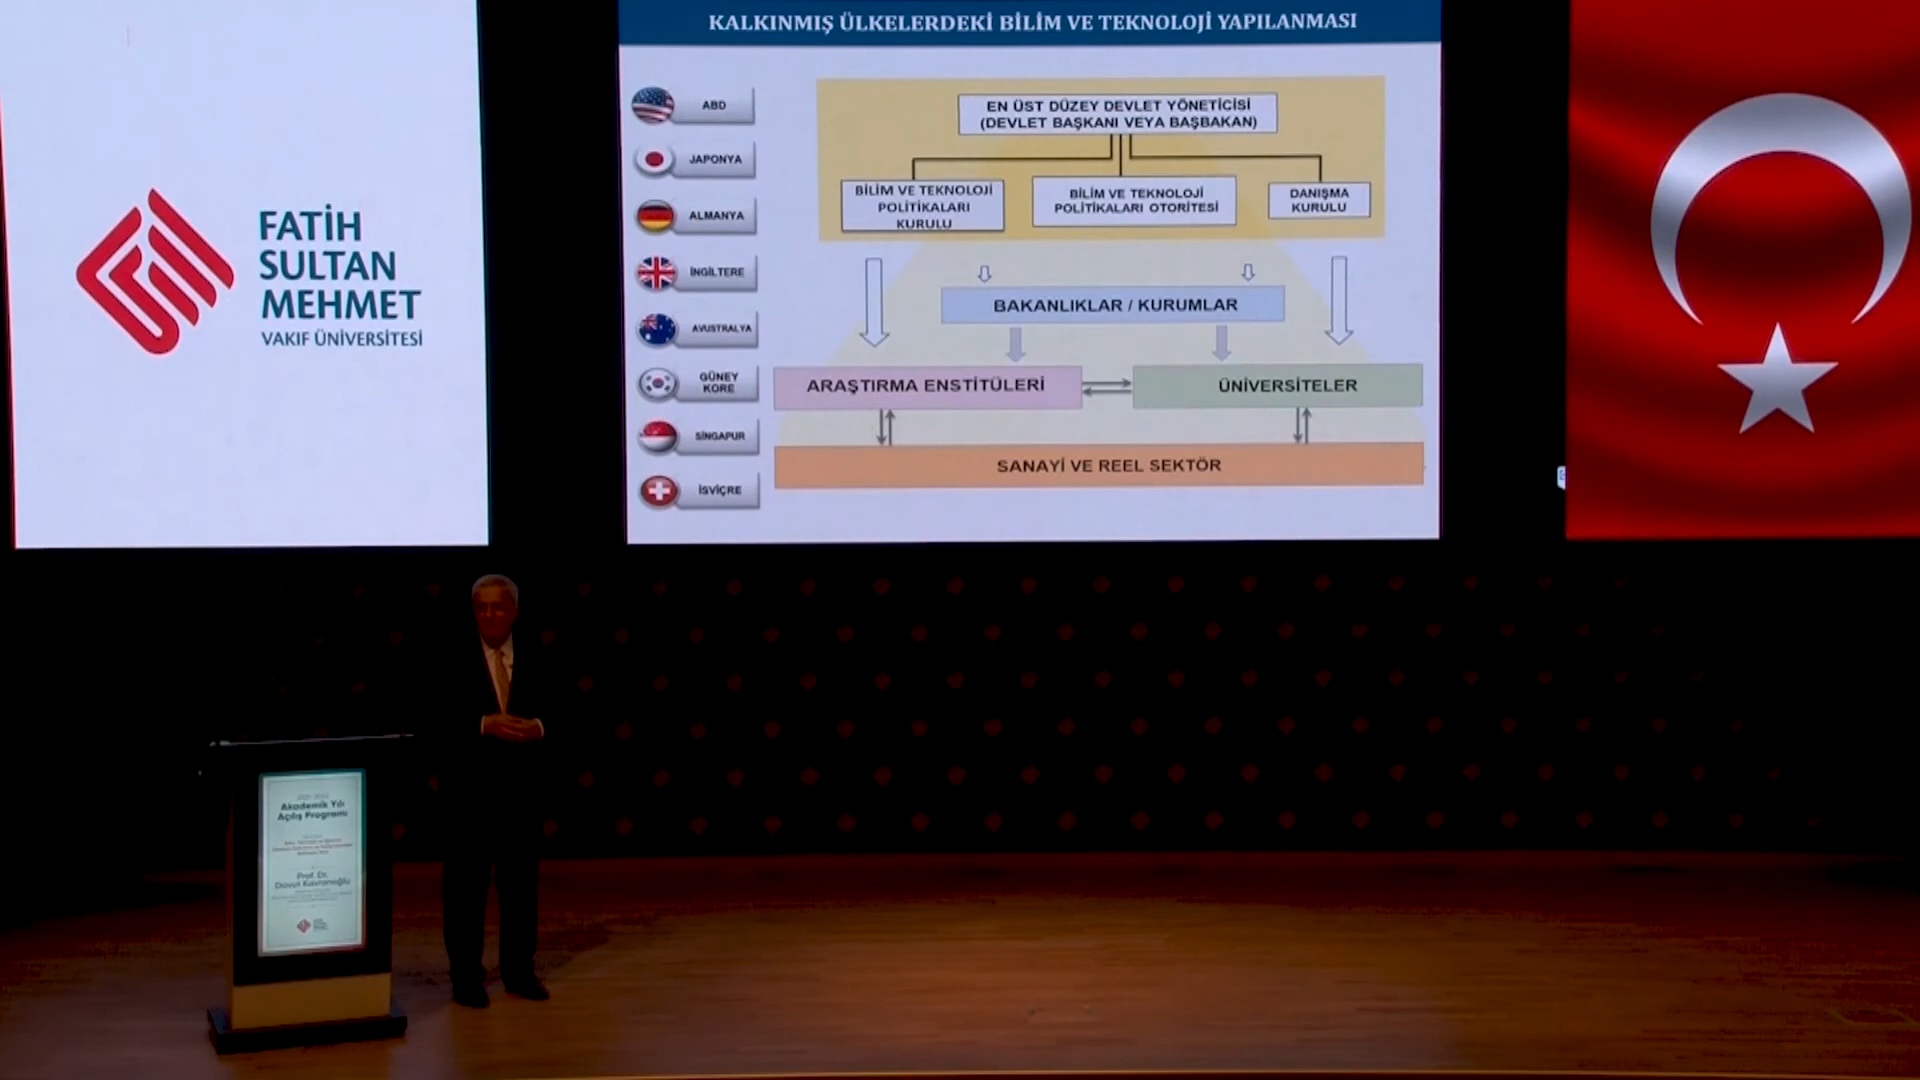 FATİH
SULTAN
MEHMET
VAKIF ÜNİVERSİTESİ
KALKINMIŞ ÜLKELERDEKİ BİLİM VE TEKNOLOJİ YAPILANMASI
ABD
JAPONYA
ALMANYA
İNGİLTERE
AVUSTRALYA
GÜNEY
KORE
SİNGAPUR
İSVİÇRE
EN ÜST DÜZEY DEVLET YÖNETİCİSİ
(DEVLET BAŞKANI VEYA BAŞBAKAN)
BİLİM VE TEKNOLOJİ
POLİTİKALARI
KURULU
BİLİM VE TEKNOLOJİ
POLİTİKALARI OTORİTESİ
DANIŞMA
KURULU
BAKANLIKLAR / KURUMLAR
ARAŞTIRMA ENSTİTÜLERİ
ÜNİVERSİTELER
SANAYİ VE REEL SEKTÖR
Akademik Yılı
Açılış Programı
Prof. Dr.
Davut Kavranoğlu